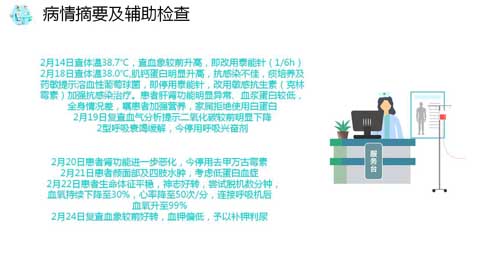 病情摘要及辅助检查
2月14日查体温38.7℃，查血象较前升高，即改用泰能针（1/6h）
2月18日查体温38.0℃,肌钙蛋白明显升高，抗感染不佳，痰培养及
药敏提示溶血性葡萄球菌，即停用泰能针，改用敏感抗生素（克林
霉素）加强抗感染治疗。患者肝肾功能明显异常、血浆蛋白较低，
全身情况差，嘱患者加强营养，家属拒绝使用白蛋白
2月19日复查血气分析提示二氧化碳较前明显下降
2型呼吸衰竭缓解，今停用呼吸兴奋剂
2月20日患者肾功能进一步恶化，今停用去甲万古霉素
2月21日患者颜面部及四肢水肿，考虑低蛋白血症
2月22日患者生命体征平稳，神志好转，尝试脱机数分钟，
血氧持续下降至30%，心率降至50次/分，连接呼吸机后
血氧升至99%
2月24日复查血象较前好转，血钾偏低，予以补钾利尿
服务台